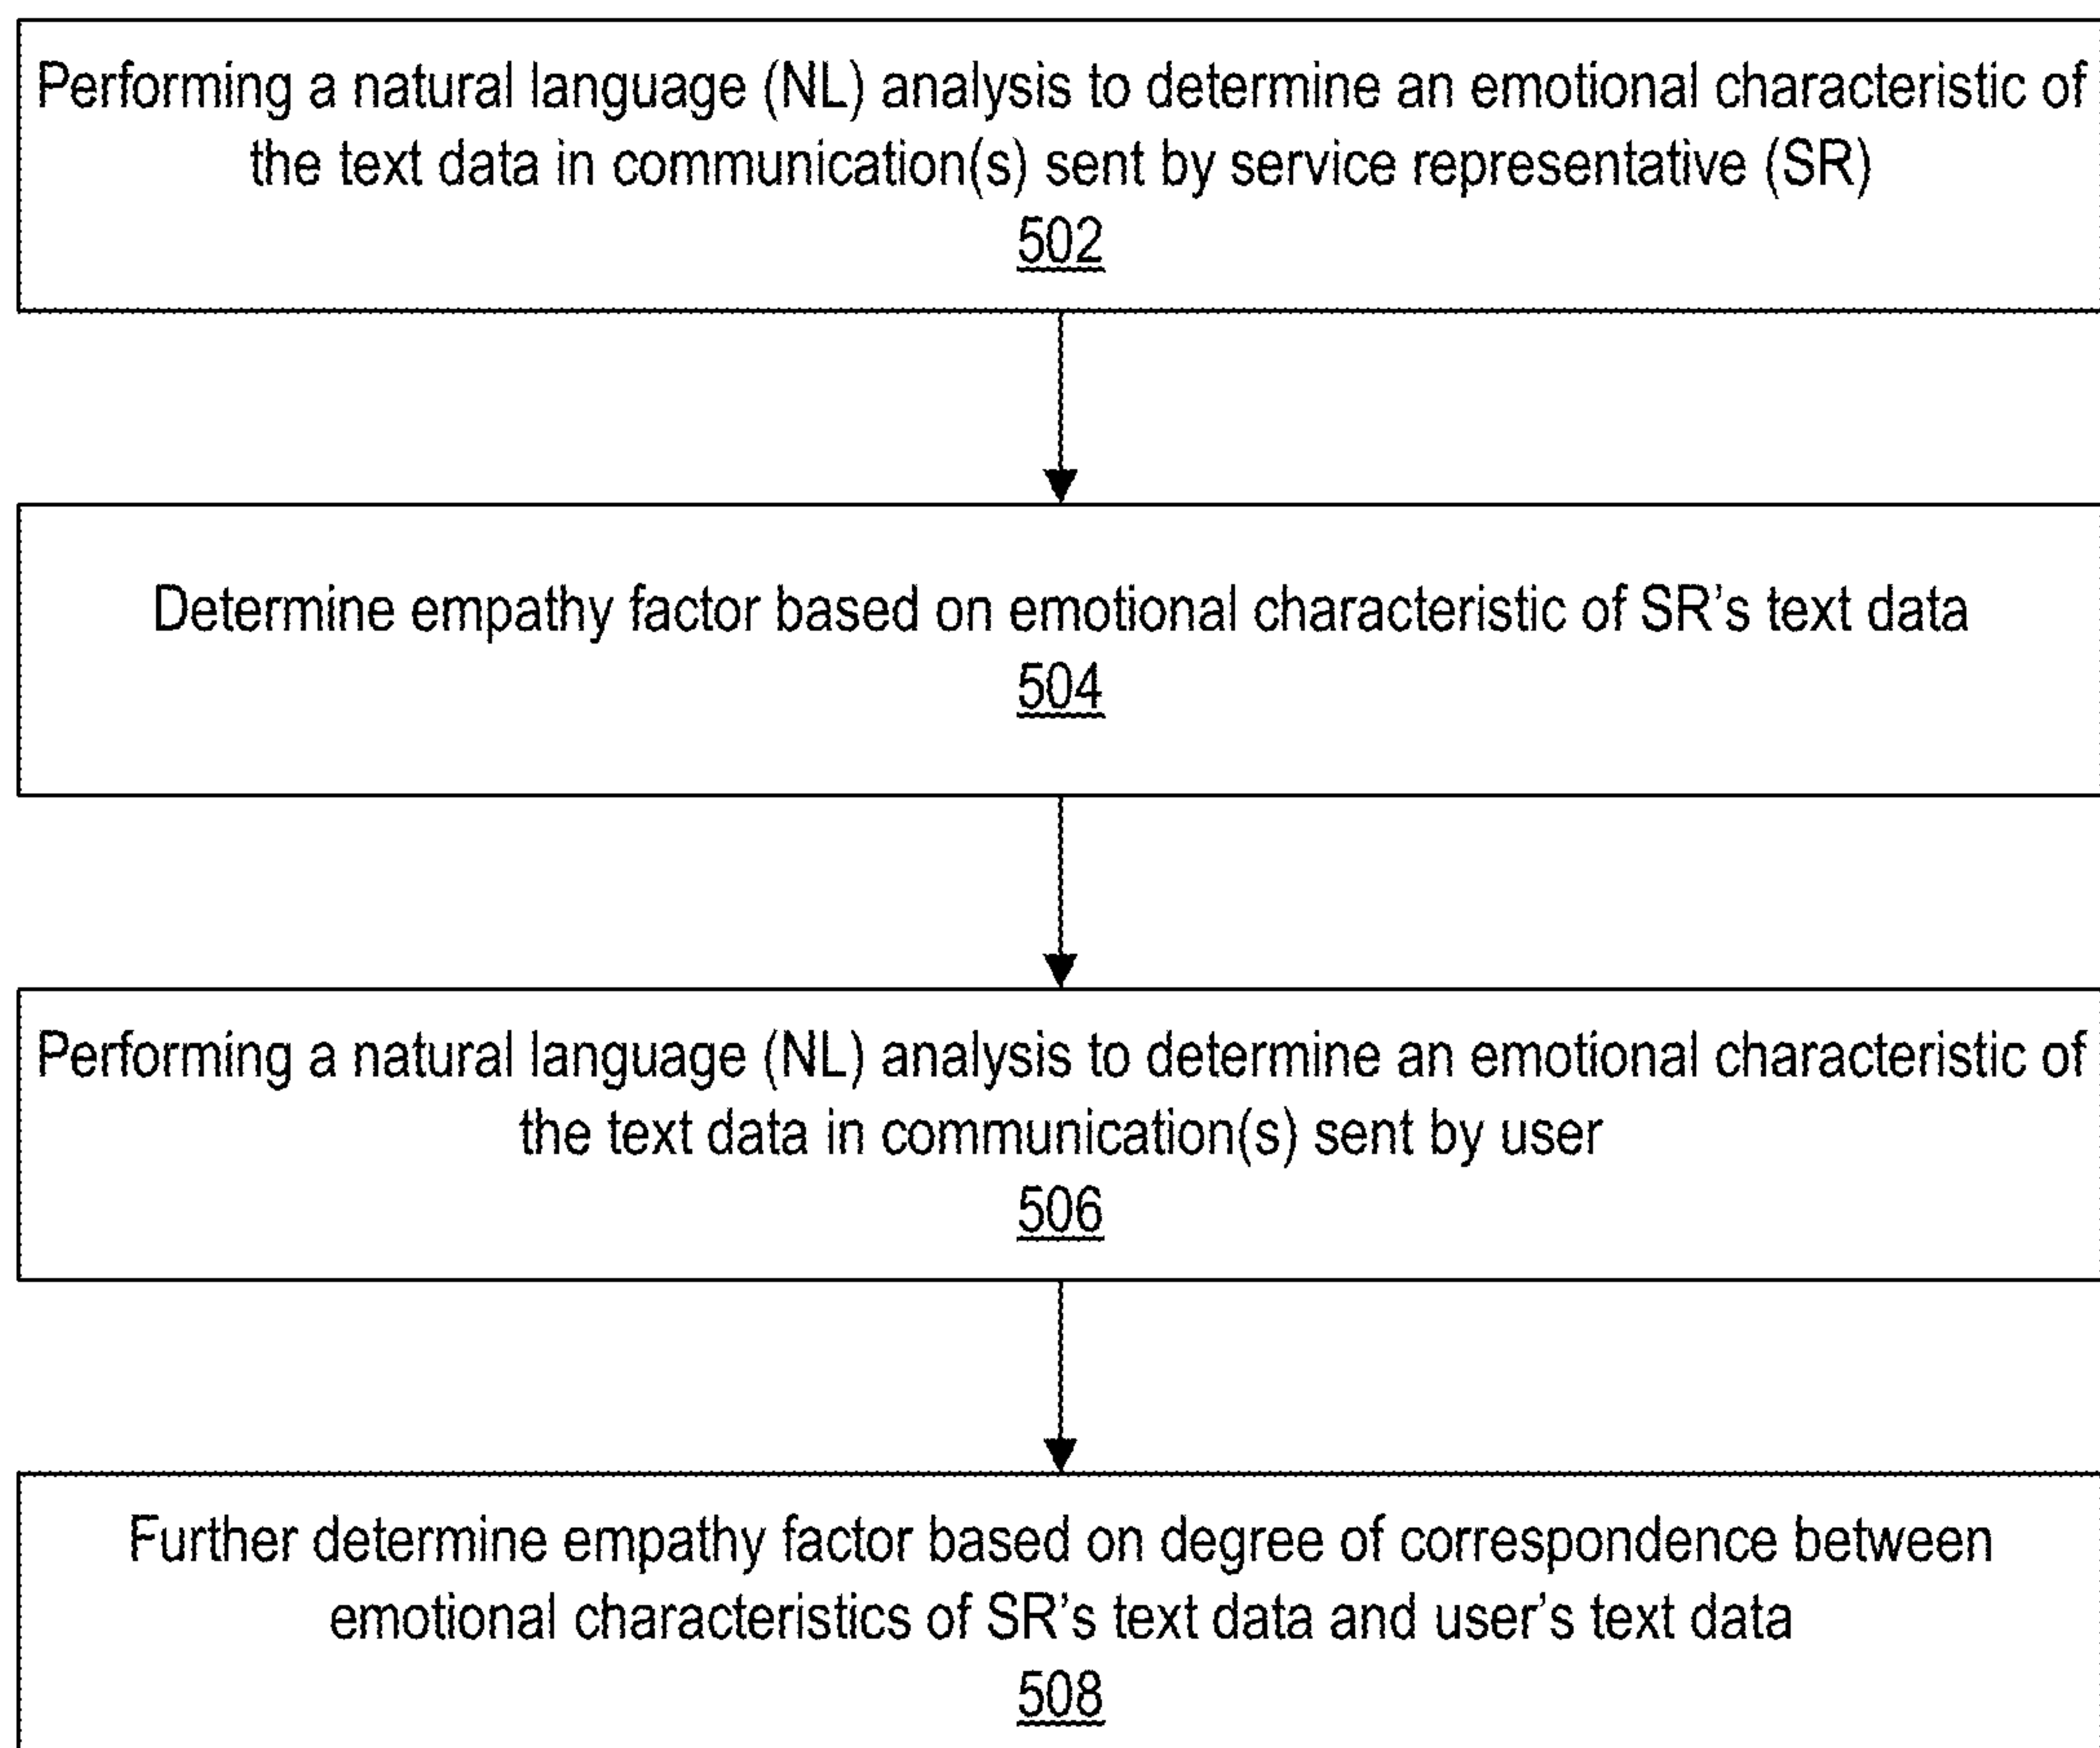 Performing a natural language (NL) analysis to determine an emotional characteristic of
the text data in communication(s) sent by service representative (SR)
502
Determine empathy factor based on emotional characteristic of SR's text data
504
Performing a natural language (NL) analysis to determine an emotional characteristic of
the text data in communication(s) sent by user
506
Further determine empathy factor based on degree of correspondence between
emotional characteristics of SR's text data and user's text data
508